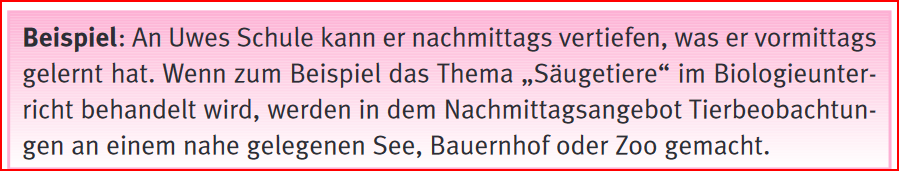 Beispiel: An Uwes Schule kann er nachmittags vertiefen, was er vormittags
gelernt hat. Wenn zum Beispiel das Thema „Säugetiere“ im Biologieunter-
richt behandelt wird, werden in dem Nachmittagsangebot Tierbeobachtun-
gen an einem nahe gelegenen See, Bauernhof oder Zoo gemacht.